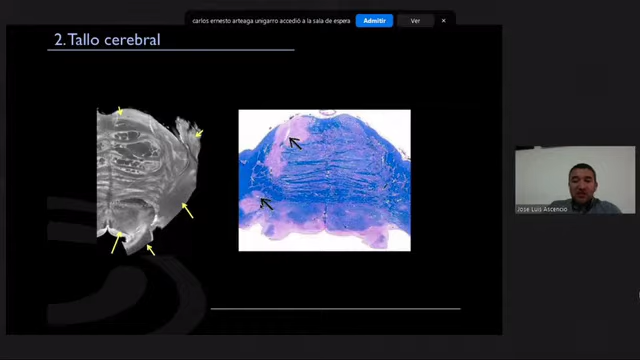 carlos ernesto arteaga unigarro accedió a la sala de espera
Admitir
Ver
2. Tallo cerebral
Jose Luis Ascencio